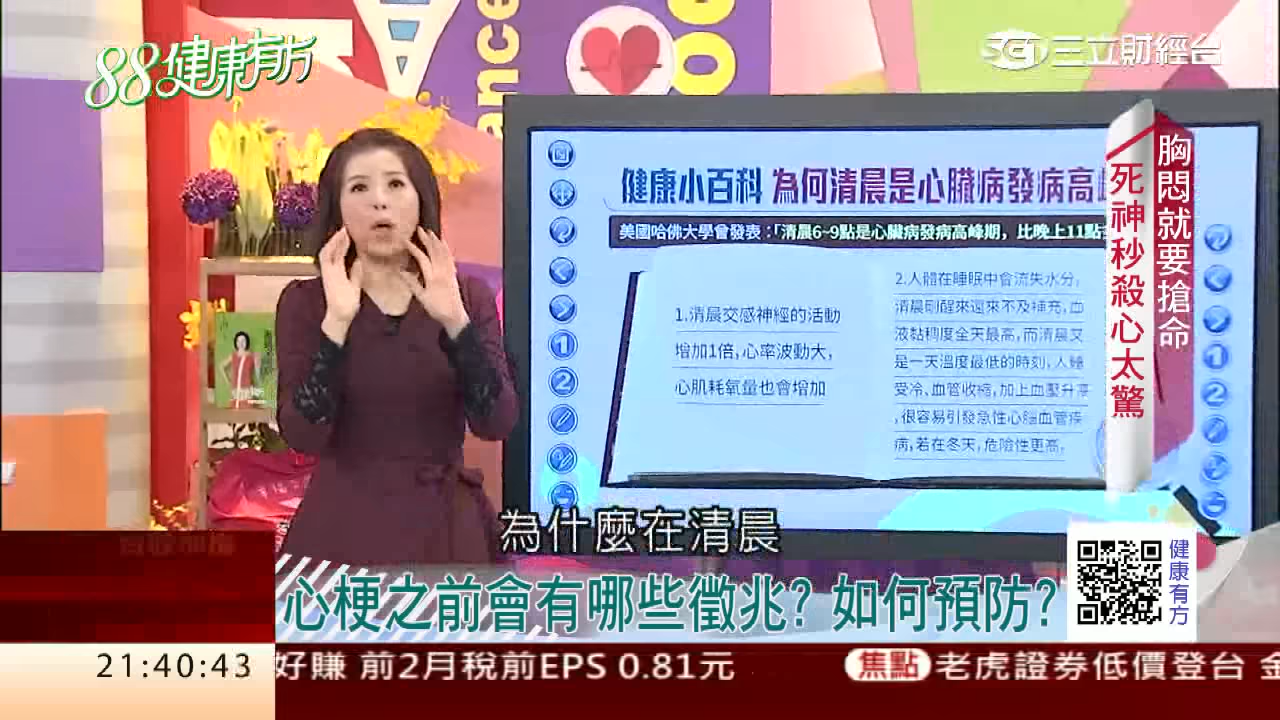 88健康有方
ance
三立財經台
健康小百科 為何清晨是心臟病發病高
美國哈佛大學會發表：「清晨6-9點是心臟病發病高峰期，比晚上11點
1.清晨交感神經的活動
增加1倍，心率波動大，
心肌耗氧量也會增加
2.人體在睡眠中會流失水分，
清晨剛醒來還來不及補充，血
液黏稠度全天最高，而清晨又
是一天溫度最低的時刻，人體
受冷，血管收縮，加上血壓升高
，很容易引發急性心腦血管疾
病，若在冬天，危險性更高。
胸悶就要搶命
死神秒殺心太驚
為什麼在清晨
心梗之前會有哪些徵兆？如何預防？
健康有方
21:40:43
好賺 前2月稅前EPS 0.81元
焦點 老虎證券低價登台 金